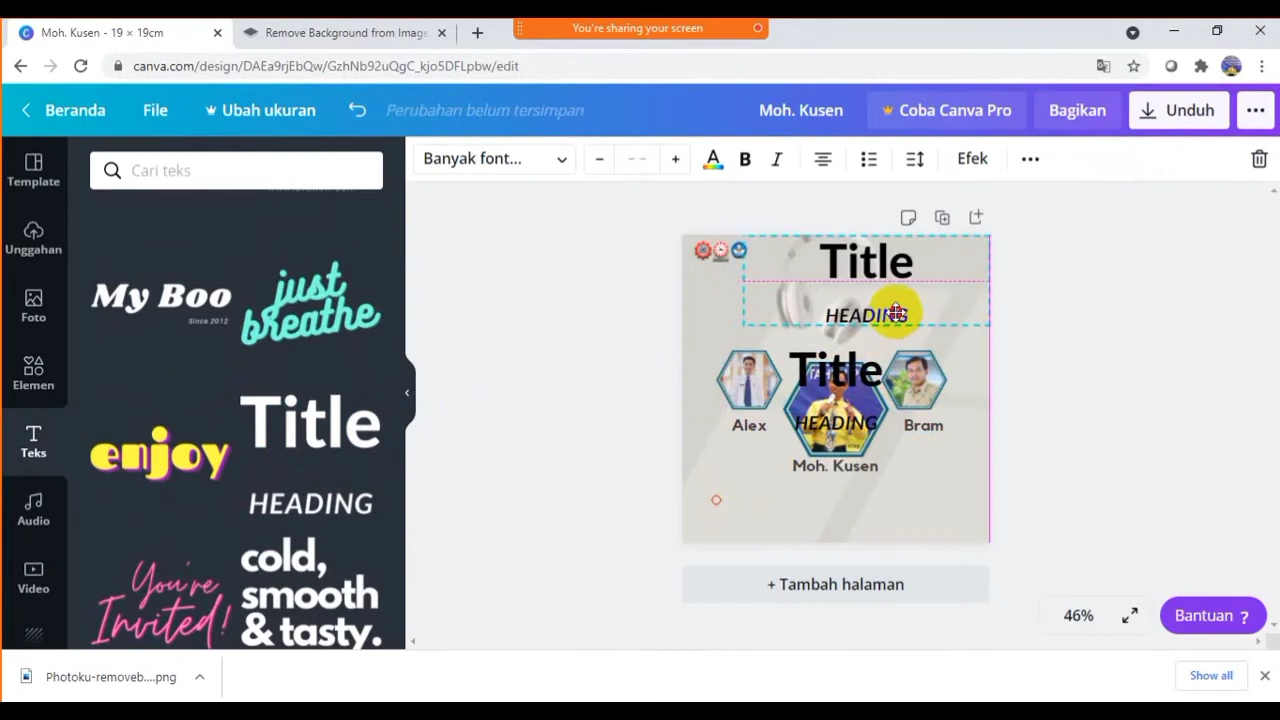 Moh. Kusen - 19 × 19cm
Remove Background from Image
You're sharing your screen
canva.com/design/DAEa9rjEbQw/GzhNb92uQgC_kjo5DFLpbw/edit
Beranda
File
Ubah ukuran
Perubahan belum tersimpan
Moh. Kusen
Coba Canva Pro
Bagikan
Unduh
Template
Cari teks
Banyak font...
- -
A
B
I
Efek
Unggahan
Foto
Elemen
Teks
Audio
Video
My Boo
Since 2012
just
breathe
enjoy
Title
HEADING
You're
Invited!
cold,
smooth
& tasty.
Title
HEADING
Title
HEADING
Alex
Bram
Moh. Kusen
+ Tambah halaman
46%
Bantuan ?
Photoku-removeb....png
Show all